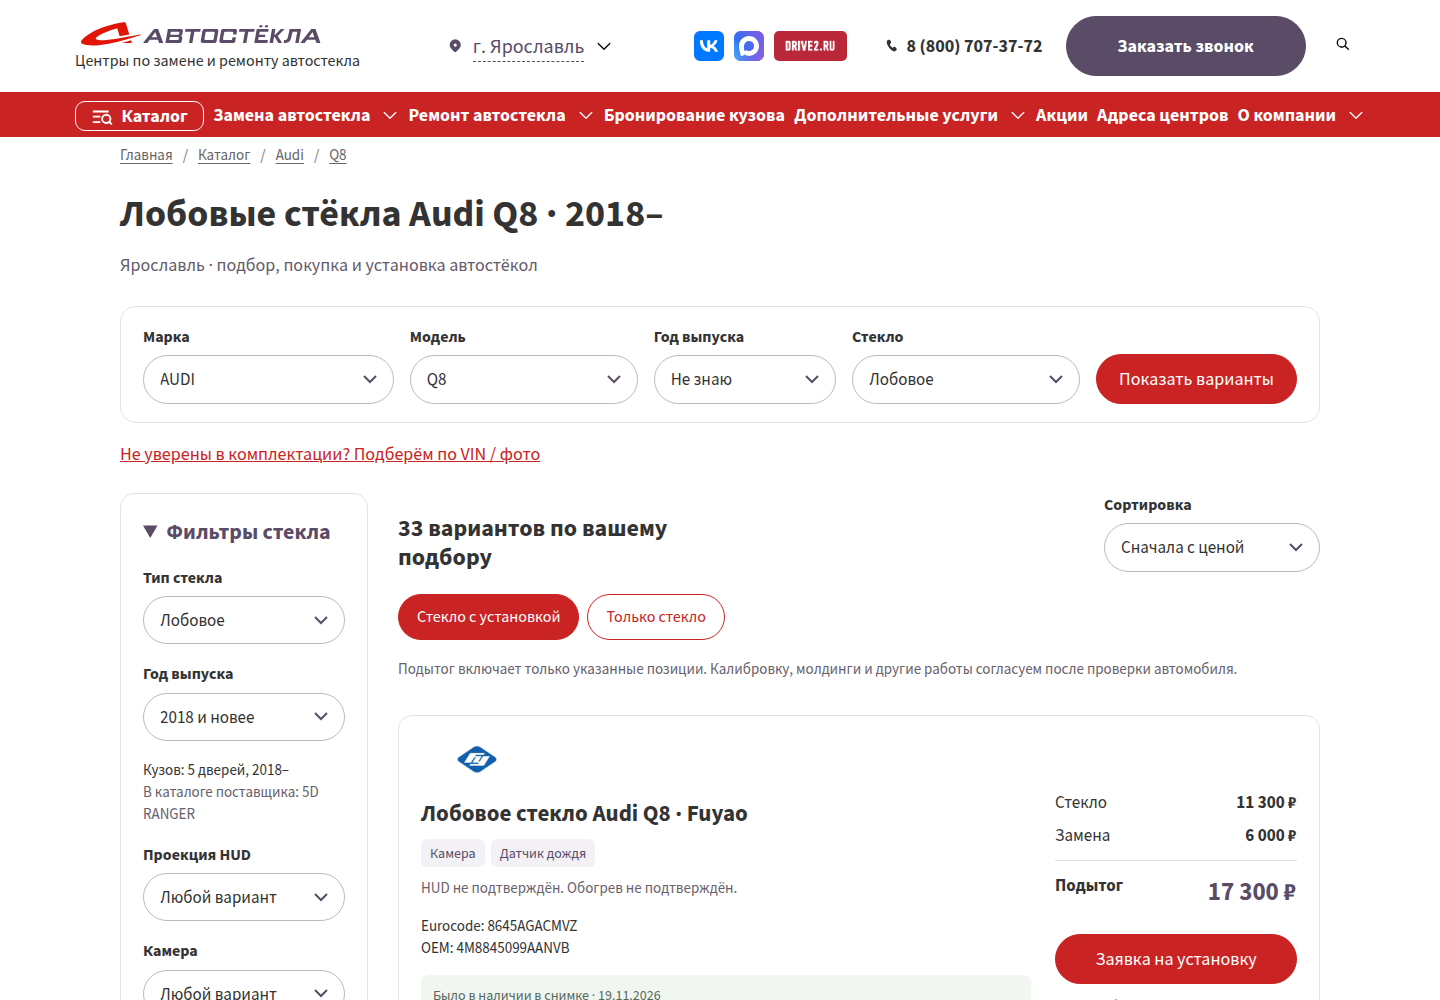 АВТОСТЁКЛА
Центры по замене и ремонту автостекла
г. Ярославль
DRIVE2.RU
8 (800) 707-37-72
Заказать звонок
Каталог
Замена автостекла
Ремонт автостекла
Бронирование кузова
Дополнительные услуги
Акции
Адреса центров
О компании
Главная / Каталог / Audi / Q8
Лобовые стёкла Audi Q8 · 2018–
Ярославль · подбор, покупка и установка автостёкол
Марка
AUDI
Модель
Q8
Год выпуска
Не знаю
Стекло
Лобовое
Показать варианты
Не уверены в комплектации? Подберём по VIN / фото
Фильтры стекла
Тип стекла
Лобовое
Год выпуска
2018 и новее
Кузов: 5 дверей, 2018–
В каталоге поставщика: 5D
RANGER
Проекция HUD
Любой вариант
Камера
Любой вариант
33 вариантов по вашему
подбору
Сортировка
Сначала с ценой
Стекло с установкой
Только стекло
Подытог включает только указанные позиции. Калибровку, молдинги и другие работы согласуем после проверки автомобиля.
Лобовое стекло Audi Q8 · Fuyao
Камера
Датчик дождя
HUD не подтверждён. Обогрев не подтверждён.
Eurocode: 8645AGACMVZ
OEM: 4M8845099AANVB
Было в наличии в снимке · 19.11.2026
Стекло 11 300 ₽
Замена 6 000 ₽
Подытог 17 300 ₽
Заявка на установку